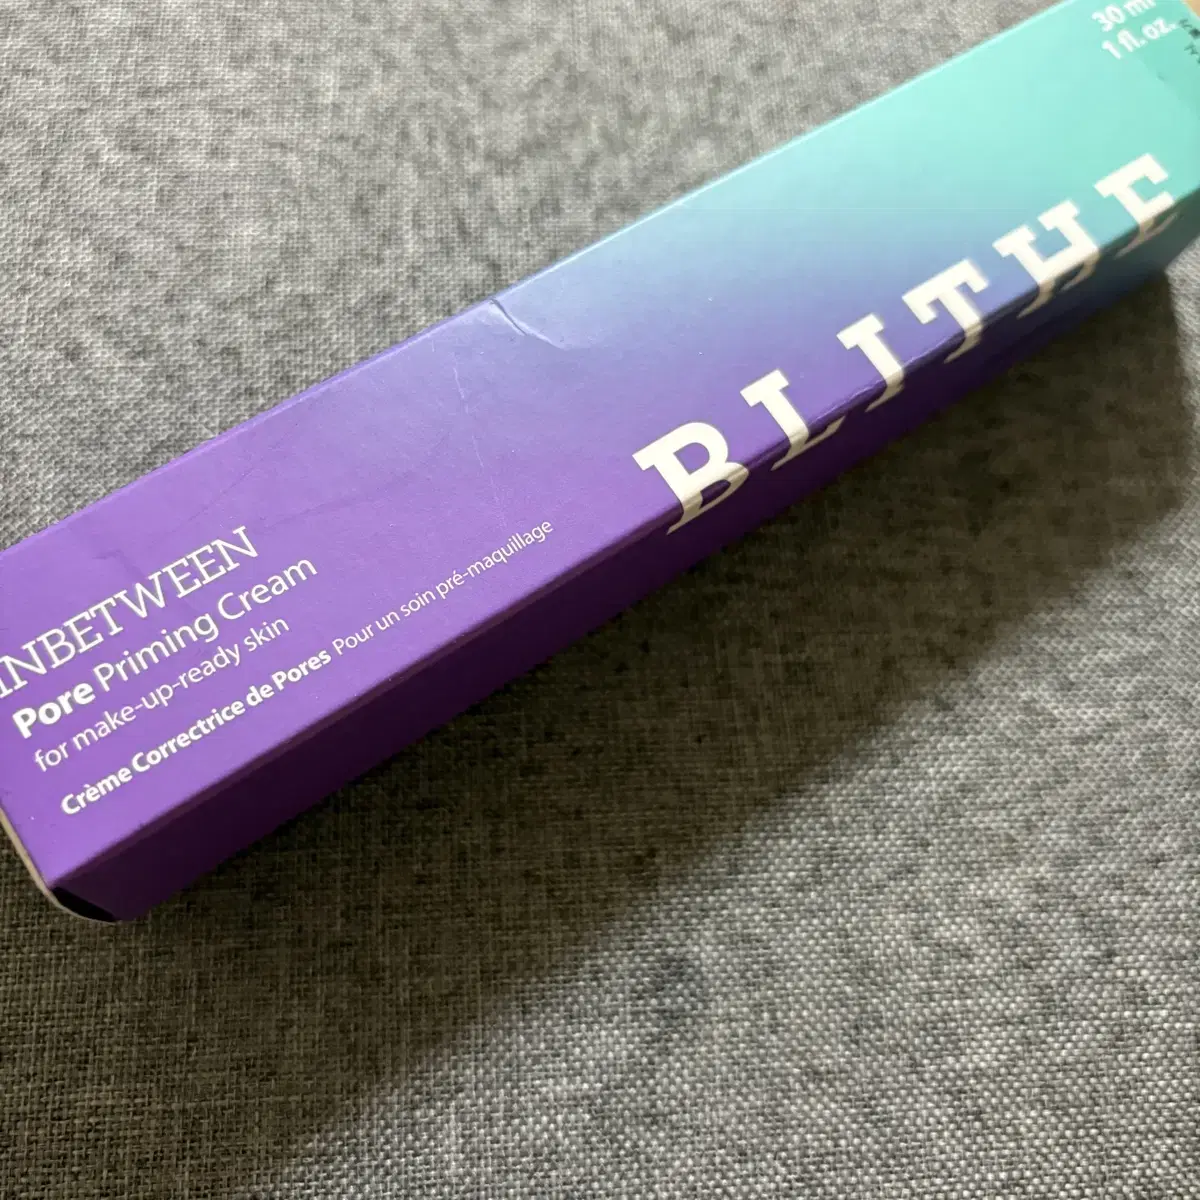 INBETWEEN
Pore Priming Cream
for make-up-ready skin
Crème Correctrice de Pores Pour un soin pré-maquillage
BLITHE
30 ml
1 fl. oz.